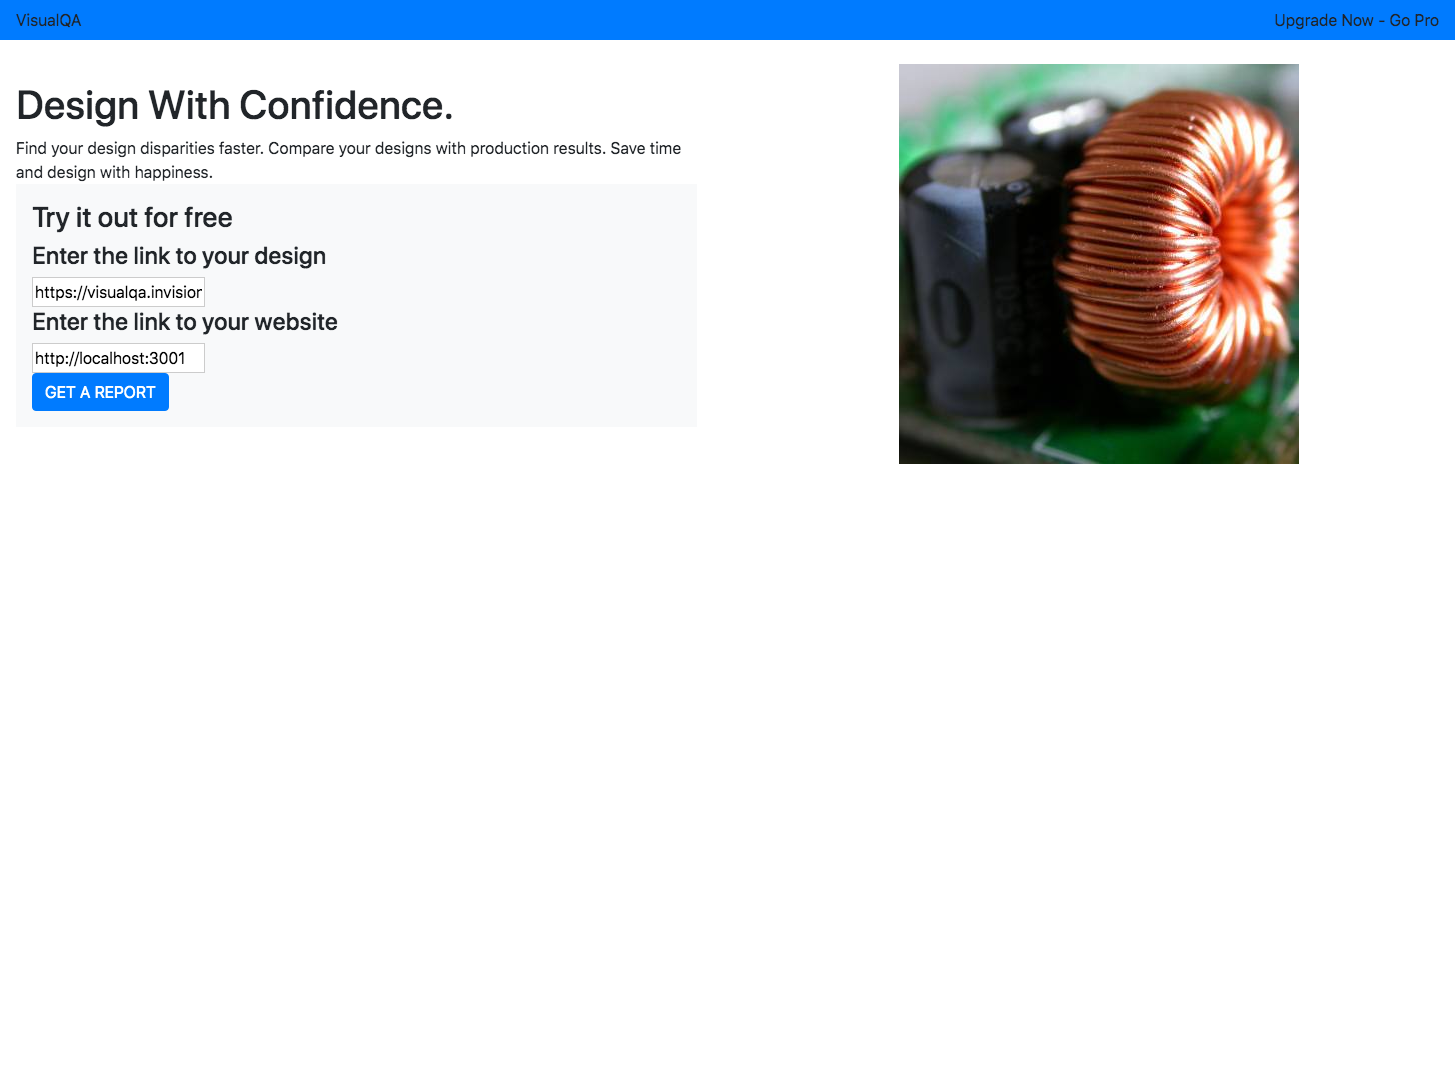 VisualQA
Upgrade Now - Go Pro
Design With Confidence.
Find your design disparities faster. Compare your designs with production results. Save time
and design with happiness.
Try it out for free
Enter the link to your design
https://visualqa.invision
Enter the link to your website
http://localhost:3001
GET A REPORT